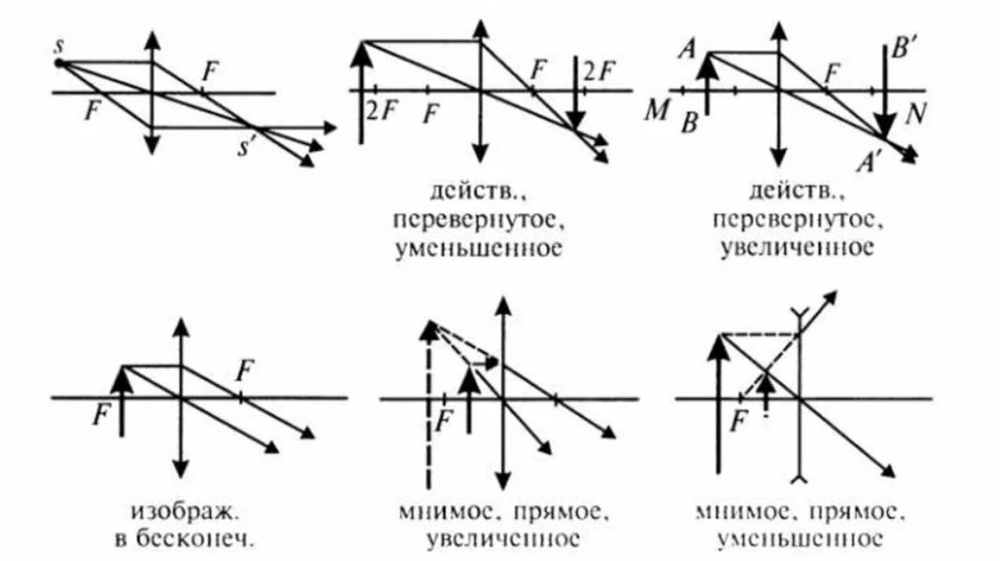 s
F
F
s'
2F
F
F
2F
действ.,
перевернутое,
уменьшенное
A
B'
F
M
B
N
A'
действ.,
перевернутое,
увеличенное
F
F
изображ.
в бесконеч.
F
мнимое, прямое,
увеличенное
F
мнимое, прямое,
уменьшенное